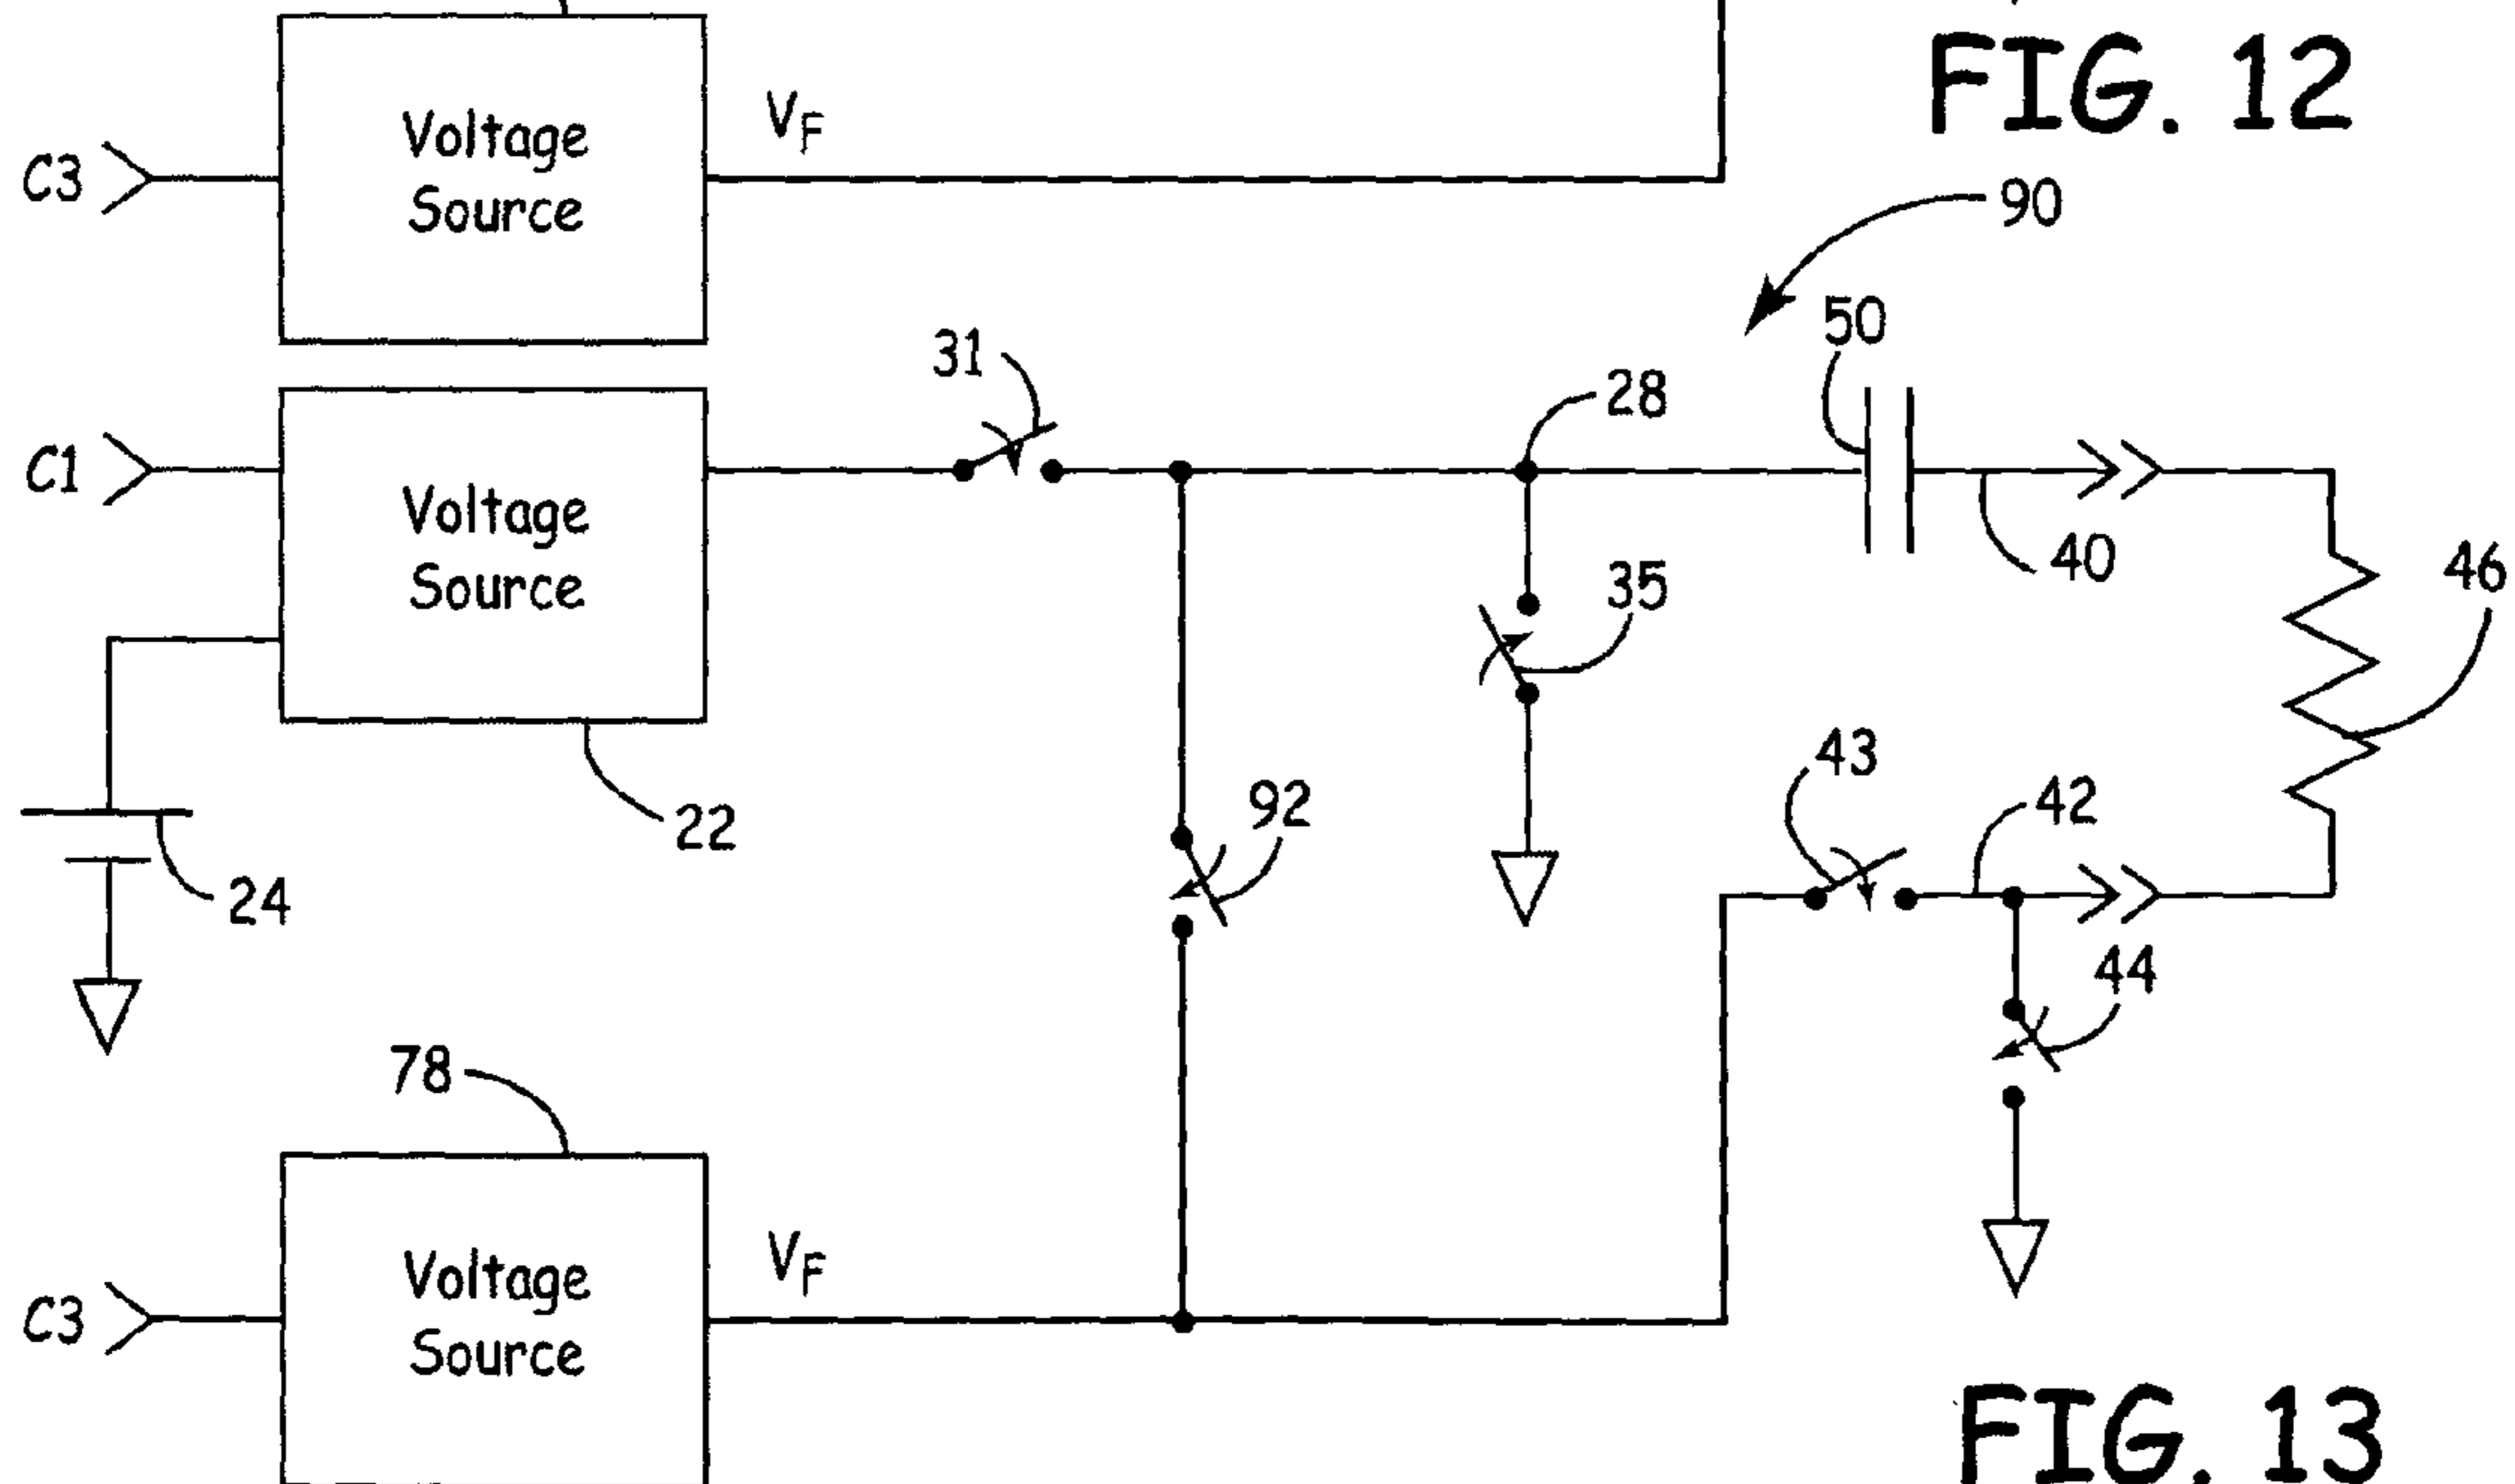 FIG. 12
Voltage
Source
V_F
C3
90
50
31
28
C1
Voltage
Source
40
46
35
43
42
92
22
24
44
78
Voltage
Source
V_F
C3
FIG. 13